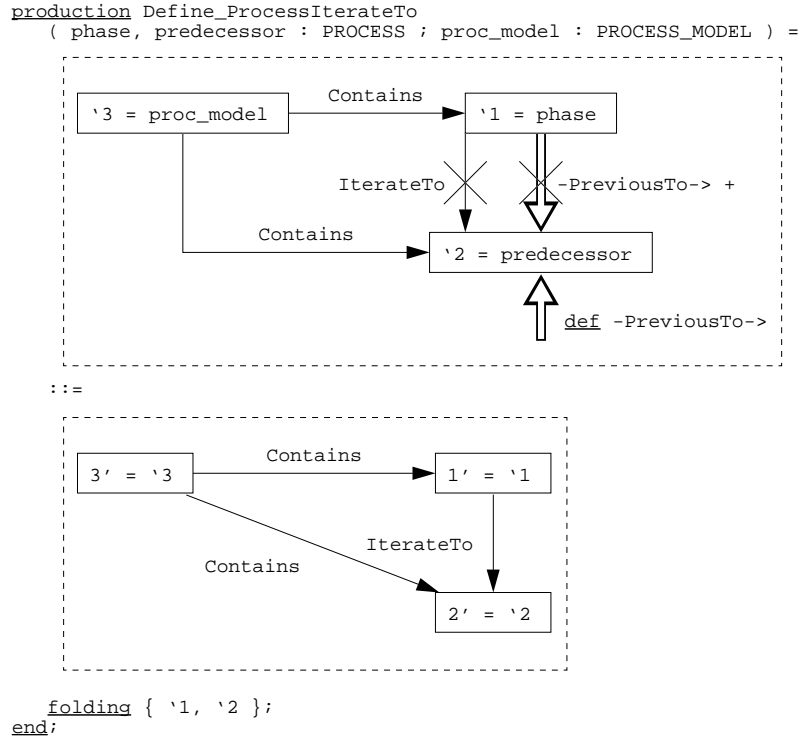 production Define_ProcessIterateTo
( phase, predecessor : PROCESS ; proc_model : PROCESS_MODEL ) =
Contains
‘3 = proc_model
‘1 = phase
IterateTo
-PreviousTo-> +
Contains
‘2 = predecessor
def -PreviousTo->
::=
Contains
3’ = ‘3
1’ = ‘1
IterateTo
Contains
2’ = ‘2
folding { ‘1, ‘2 };
end;